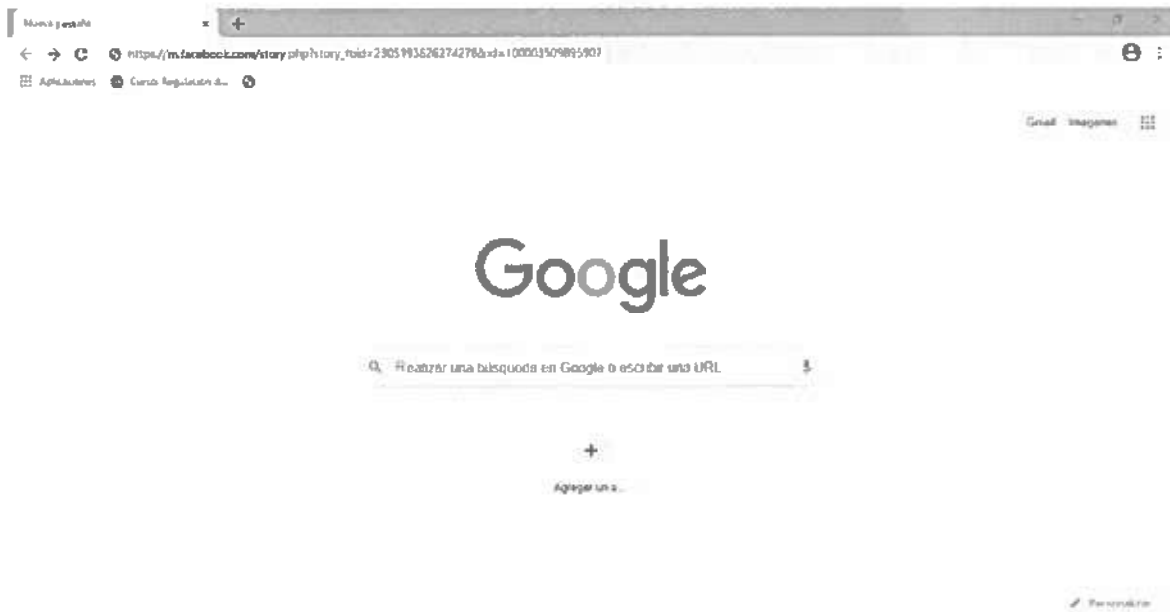 Nueva pestaña
https://m.facebook.com/story.php?story_fbid=2305193626274278&id=100003509895907
Aplicaciones Curso Regulación d...
Gmail Imágenes
Google
Realizar una búsqueda en Google o escribir una URL
Agregar un a...
Personalizar